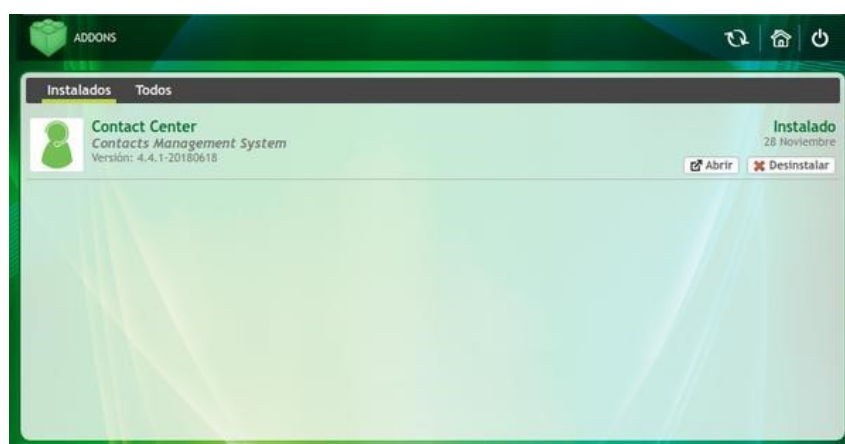 ADDONS
Instalados Todos
Contact Center
Contacts Management System
Versión: 4.4.1-20180618
Instalado
28 Noviembre
Abrir Desinstalar